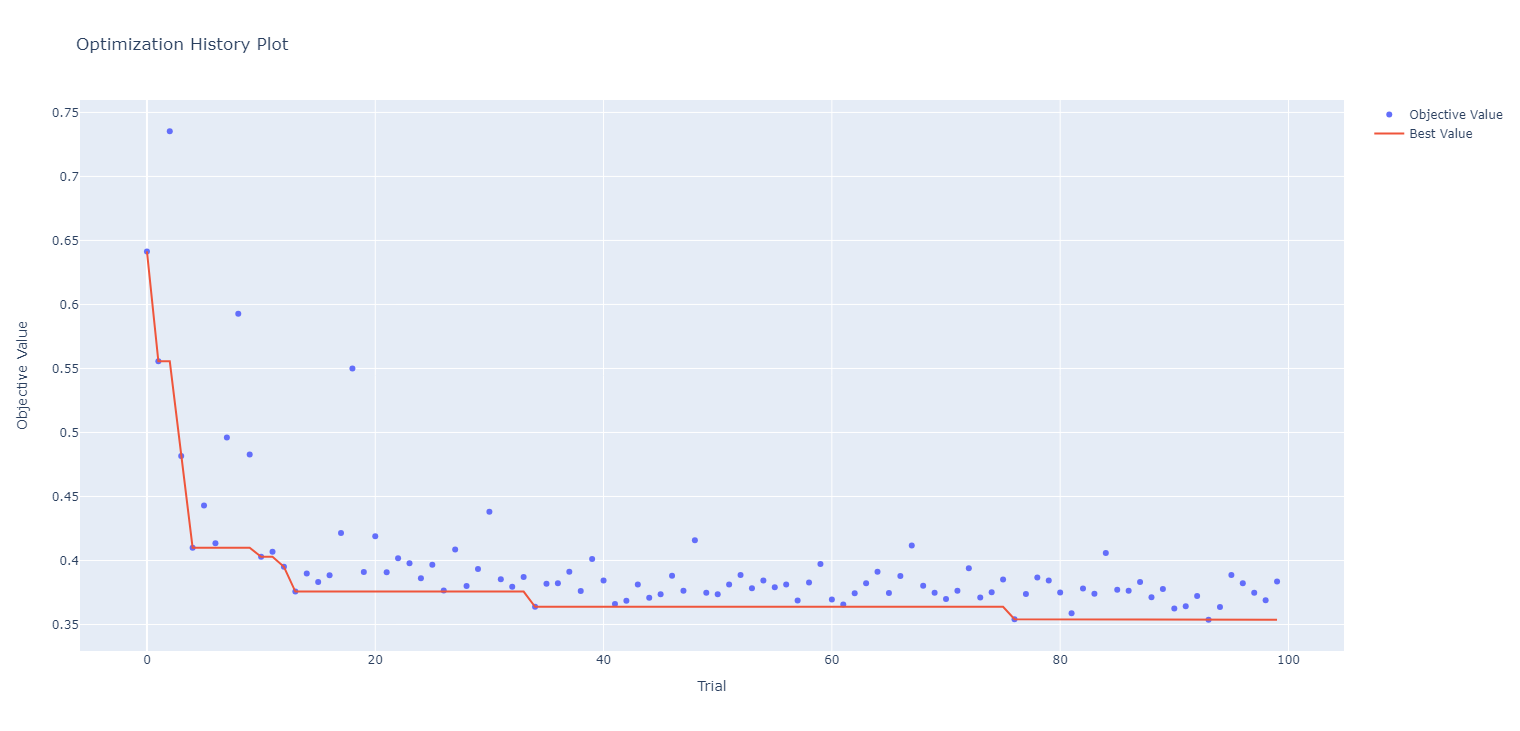 Optimization History Plot
Objective Value
Best Value
0.75
0.7
0.65
0.6
0.55
0.5
0.45
0.4
0.35
Objective Value
0 20 40 60 80 100
Trial